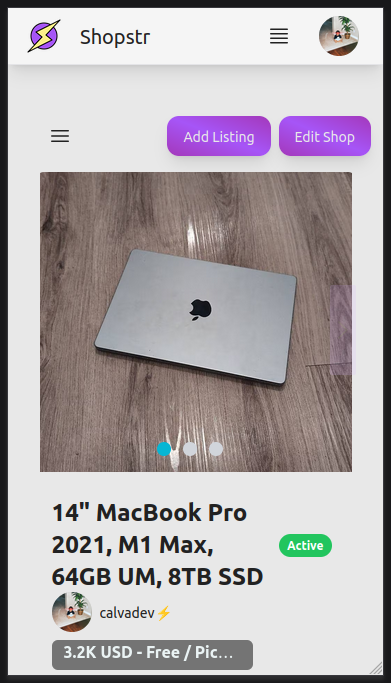 Shopstr
Add Listing
Edit Shop
14" MacBook Pro
2021, M1 Max,
64GB UM, 8TB SSD
Active
calvadev⚡
3.2K USD - Free / Pic…